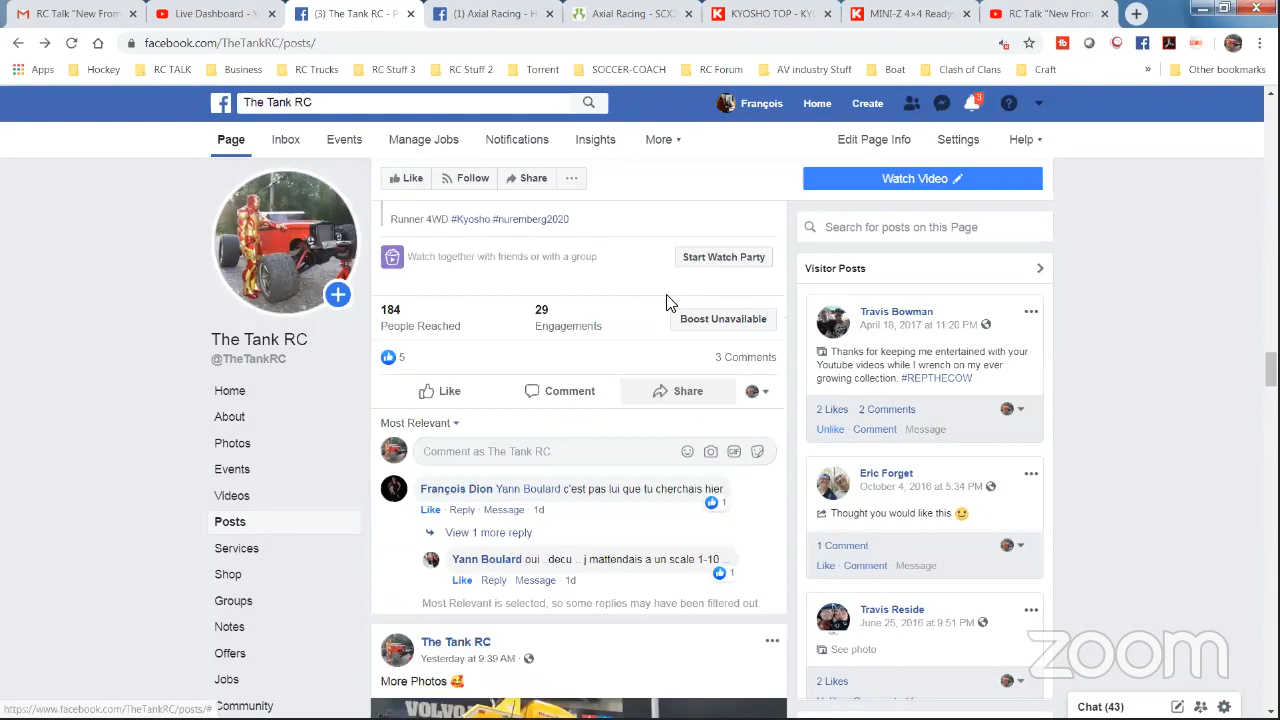 RC Talk "New From
Live Dashboard - Y
(3) The Tank RC - P
(1) Axial Racing - H
Axial Racing - SCX
KYOSHO TOP - KY
MINI-Z 4×4 Ready
RC Talk "New From
facebook.com/TheTankRC/posts/
Apps
Hockey
RC TALK
Business
RC Trucks
RC Stuff 3
RC Stuff 2
Torrent
SOCCER-COACH
RC Forum
AV industry Stuff
Boat
Clash of Clans
Craft
»
Other bookmarks
The Tank RC
François
Home
Create
3
Page
Inbox
Events
Manage Jobs
Notifications
Insights
More
Edit Page Info
Settings
Help
Like
Follow
Share
Watch Video
Runner 4WD #Kyosho #nuremberg2020
Watch together with friends or with a group
Start Watch Party
184
People Reached
29
Engagements
Boost Unavailable
5
3 Comments
Like
Comment
Share
Most Relevant
Comment as The Tank RC
GIF
François Dion Yann Boulard c'est pas lui que tu cherchais hier
1
Like · Reply · Message · 1d
View 1 more reply
Yann Boulard oui .. decu .. j mattendais a un scale 1-10 ...
1
Like · Reply · Message · 1d
Most Relevant is selected, so some replies may have been filtered out.
The Tank RC
Yesterday at 9:39 AM ·
More Photos 🥰
VOLVO
The Tank RC
@TheTankRC
Home
About
Photos
Events
Videos
Posts
Services
Shop
Groups
Notes
Offers
Jobs
Community
Search for posts on this Page
Visitor Posts
Travis Bowman
April 18, 2017 at 11:20 PM
Thanks for keeping me entertained with your
Youtube videos while I wrench on my ever
growing collection. #REPTHECOW
2 Likes 2 Comments
Unlike · Comment · Message
Eric Forget
October 4, 2016 at 5:34 PM
Thought you would like this 😉
1 Comment
Like · Comment · Message
Travis Reside
June 25, 2016 at 9:51 PM
See photo
2 Likes
zoom
Chat (43)
https://www.facebook.com/TheTankRC/posts/#